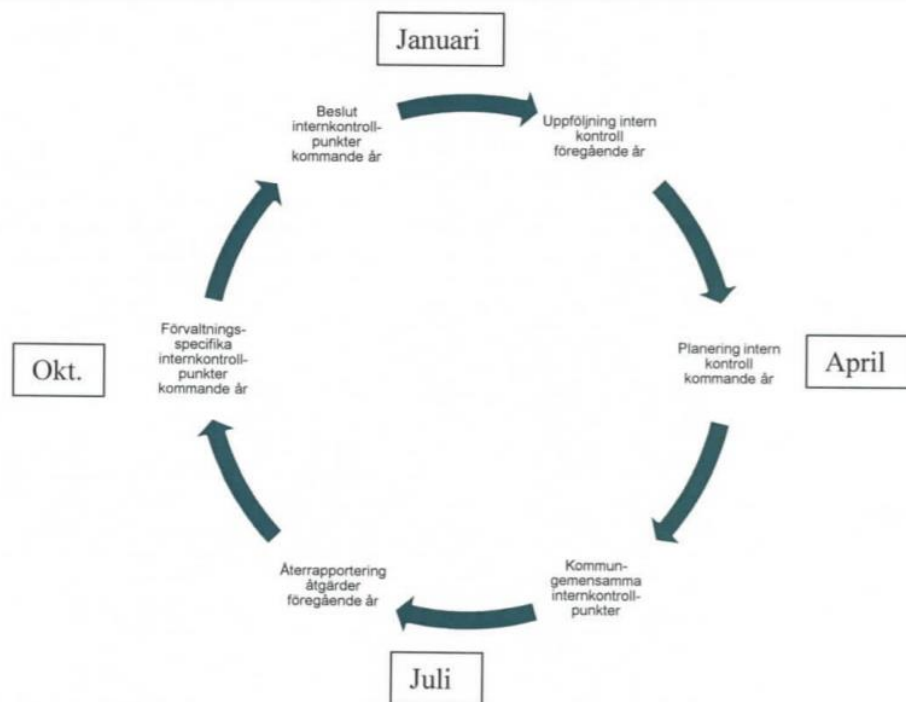 Januari
Beslut
internkontroll-
punkter
kommande år
Uppföljning intern
kontroll
föregående år
Planering intern
kontroll
kommande år
April
Kommun-
gemensamma
internkontroll-
punkter
Juli
Återrapportering
åtgärder
föregående år
Okt.
Förvaltnings-
specifika
internkontroll-
punkter
kommande år